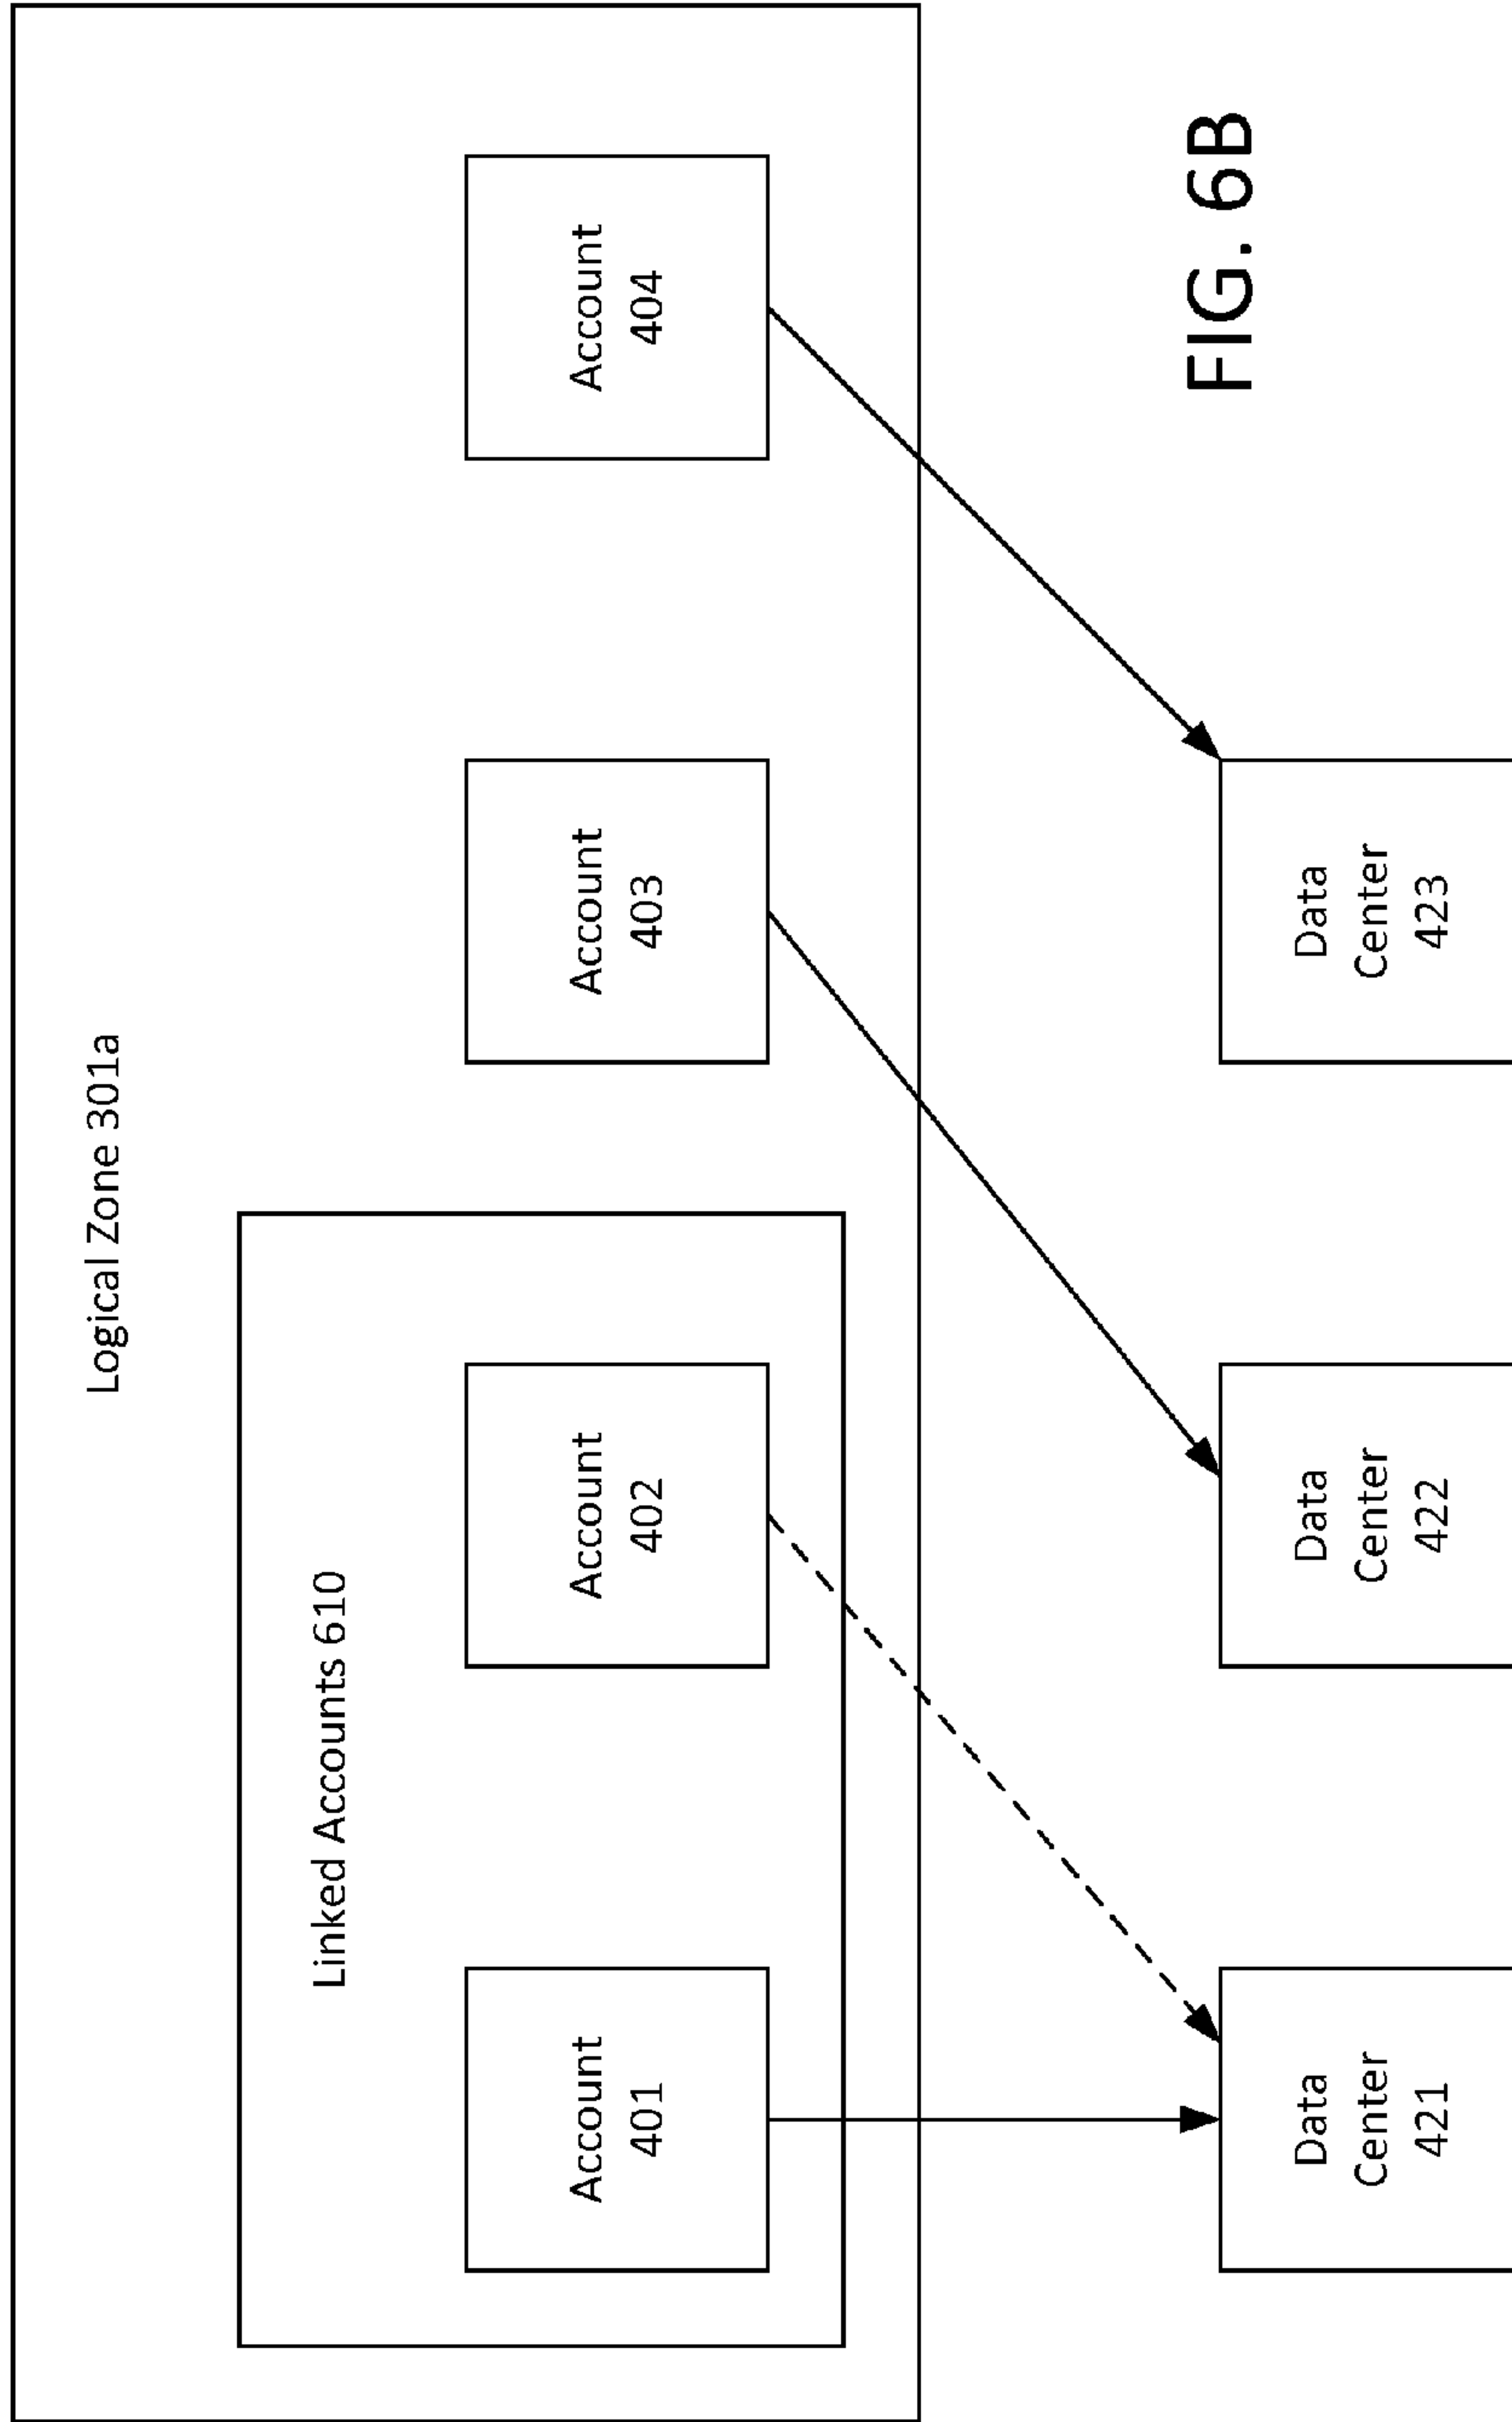 Logical Zone 301a
Linked Accounts 610
Account
401
Account
402
Account
403
Account
404
Data
Center
421
Data
Center
422
Data
Center
423
FIG. 6B